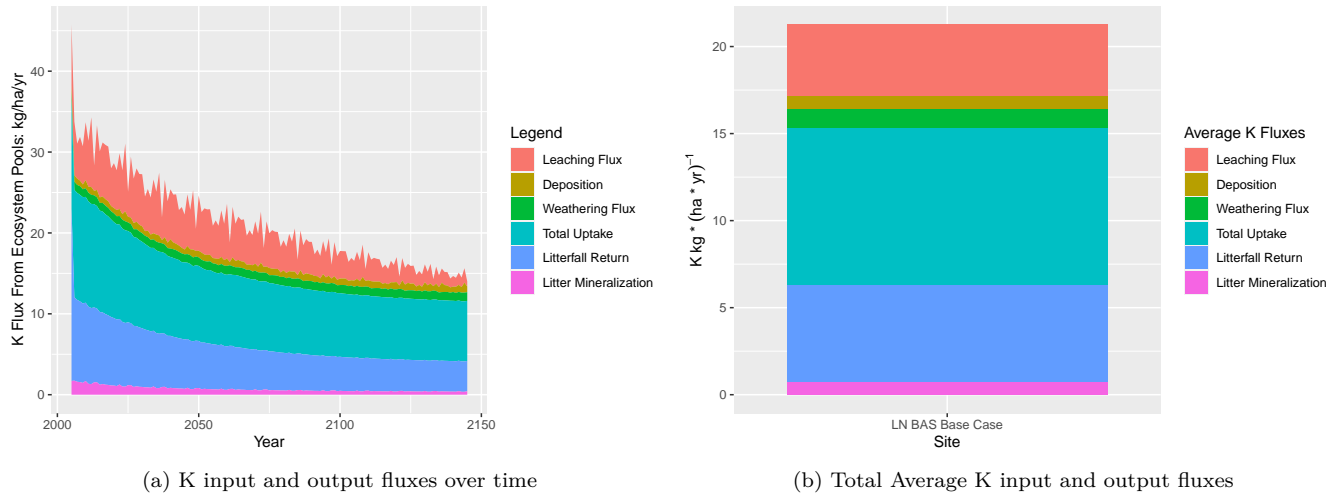 K Flux From Ecosystem Pools: kg/ha/yr
40
30
20
10
0
2000
2050
2100
2150
Year
Legend
Leaching Flux
Deposition
Weathering Flux
Total Uptake
Litterfall Return
Litter Mineralization
(a) K input and output fluxes over time
K kg * (ha * yr)⁻¹
20
15
10
5
0
LN BAS Base Case
Site
Average K Fluxes
Leaching Flux
Deposition
Weathering Flux
Total Uptake
Litterfall Return
Litter Mineralization
(b) Total Average K input and output fluxes